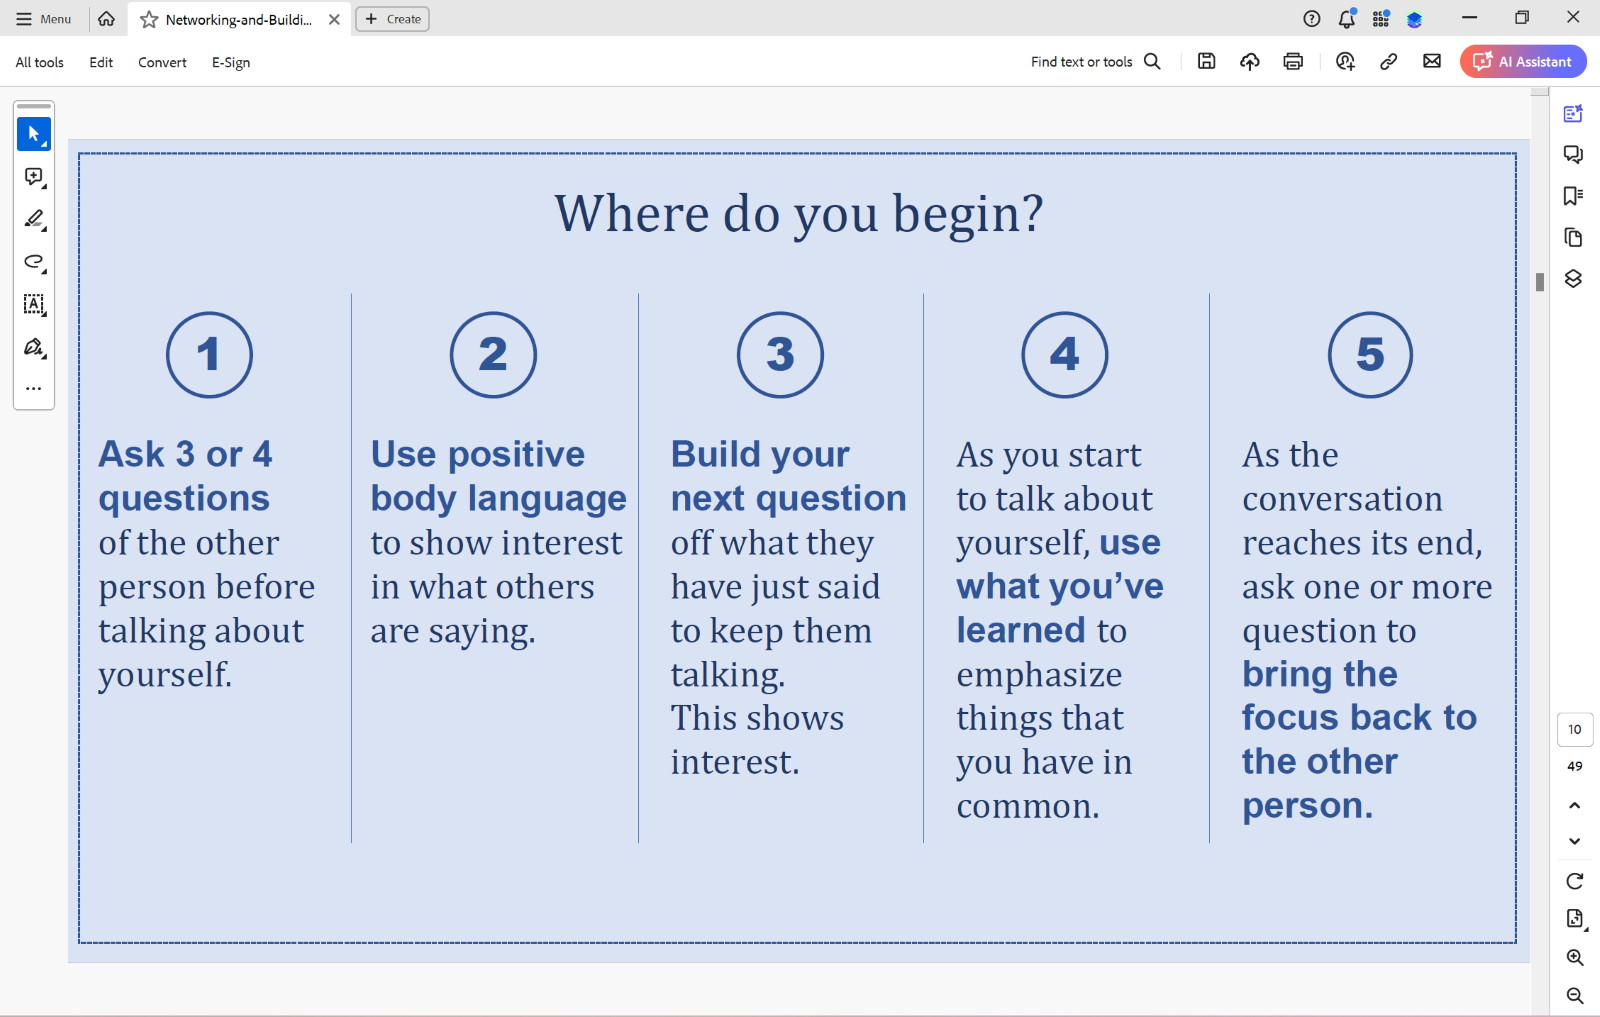 Menu
Networking-and-Buildi...
Create
All tools
Edit
Convert
E-Sign
Find text or tools
AI Assistant
Where do you begin?
1
Ask 3 or 4
questions
of the other
person before
talking about
yourself.
2
Use positive
body language
to show interest
in what others
are saying.
3
Build your
next question
off what they
have just said
to keep them
talking.
This shows
interest.
4
As you start
to talk about
yourself, use
what you’ve
learned to
emphasize
things that
you have in
common.
5
As the
conversation
reaches its end,
ask one or more
question to
bring the
focus back to
the other
person.
10
49